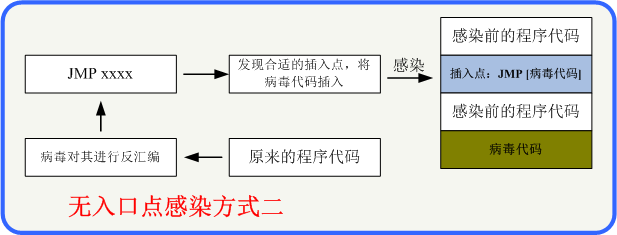 JMP xxxx
发现合适的插入点，将
病毒代码插入
感染
感染前的程序代码
插入点：JMP [病毒代码]
感染前的程序代码
病毒代码
病毒对其进行反汇编
原来的程序代码
无入口点感染方式二